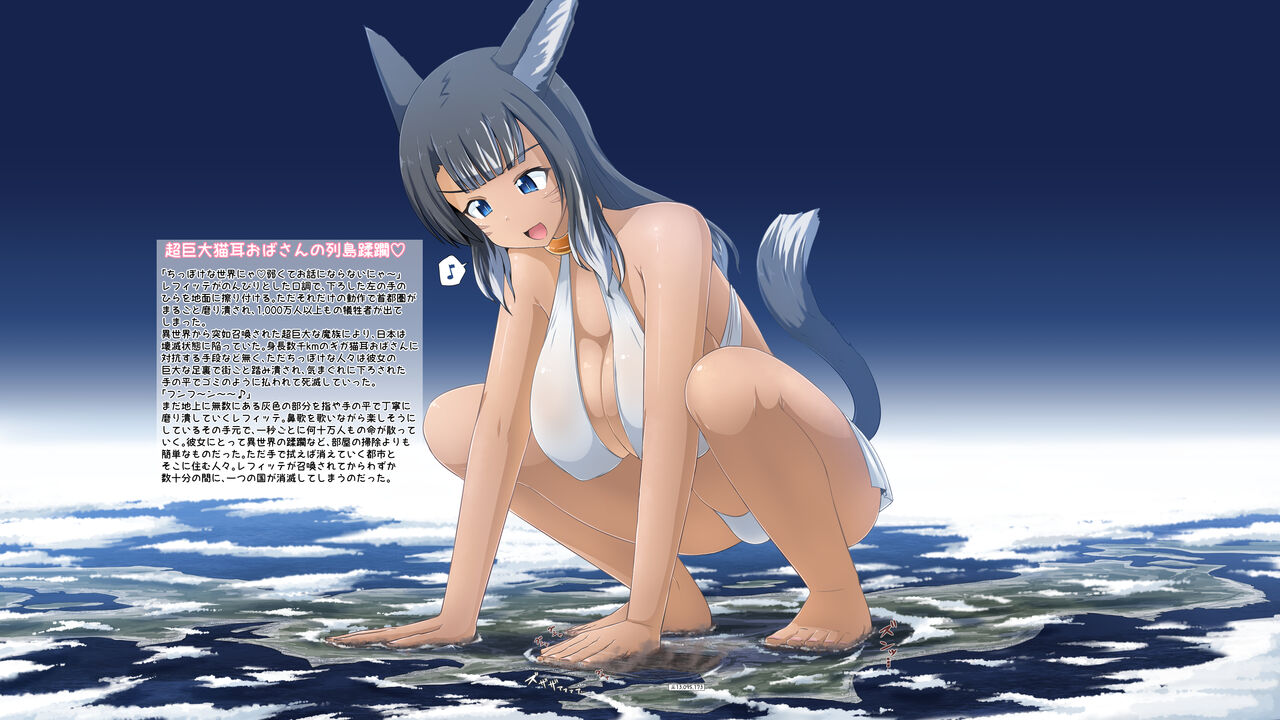 超巨大猫耳おばさんの列島蹂躙♡
「ちっぽけな世界にゃ♡弱くてお話にならないにゃ～」
レフィッテがのんびりとした口調で、下ろした左の手の
ひらを地面に擦り付ける。ただそれだけの動作で首都圏が
まるごと磨り潰され、1,000万人以上もの犠牲者が出て
しまった。
異世界から突如召喚された超巨大な魔族により、日本は
壊滅状態に陥っていた。身長数千kmのギガ猫耳おばさんに
対抗する手段など無く、ただちっぽけな人々は彼女の
巨大な足裏で街ごと踏み潰され、気まぐれに下ろされた
手の平でゴミのように払われて死滅していった。
「フンフ～ン～～♪」
まだ地上に無数にある灰色の部分を指や手の平で丁寧に
磨り潰していくレフィッテ。鼻歌を歌いながら楽しそうに
しているその手元で、一秒ごとに何十万人もの命が散って
いく。彼女にとって異世界の蹂躙など、部屋の掃除よりも
簡単なものだった。ただ手で拭えば消えていく都市と
そこに住む人々。レフィッテが召喚されてからわずか
数十分の間に、一つの国が消滅してしまうのだった。
♪
13,095,173